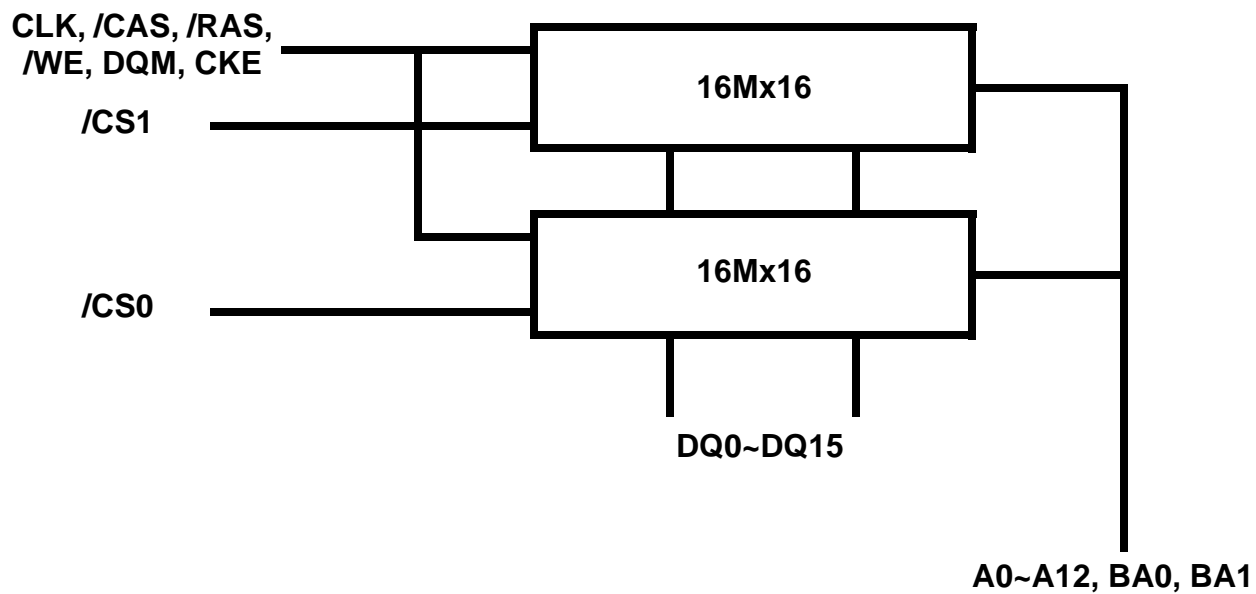 CLK, /CAS, /RAS,
/WE, DQM, CKE
16Mx16
/CS1
16Mx16
/CS0
DQ0~DQ15
A0~A12, BA0, BA1